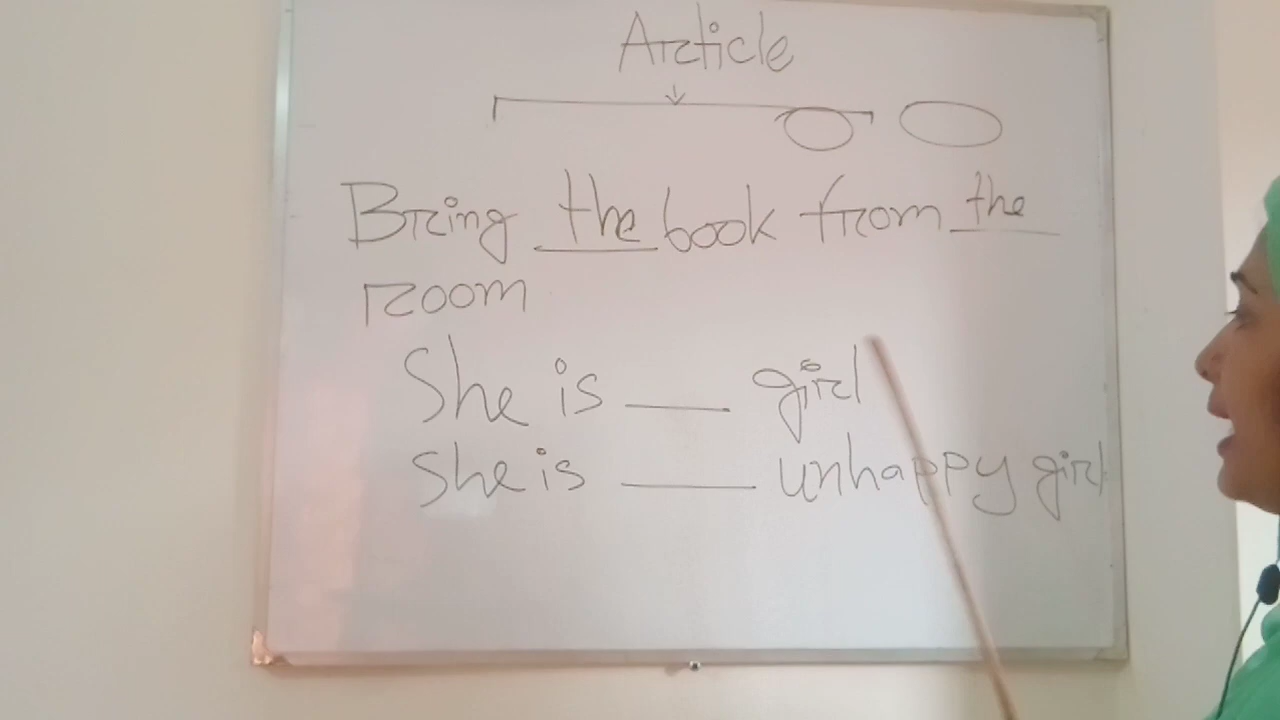 Article
Bring the book from the
room
She is ___ girl
She is ___ unhappy girl